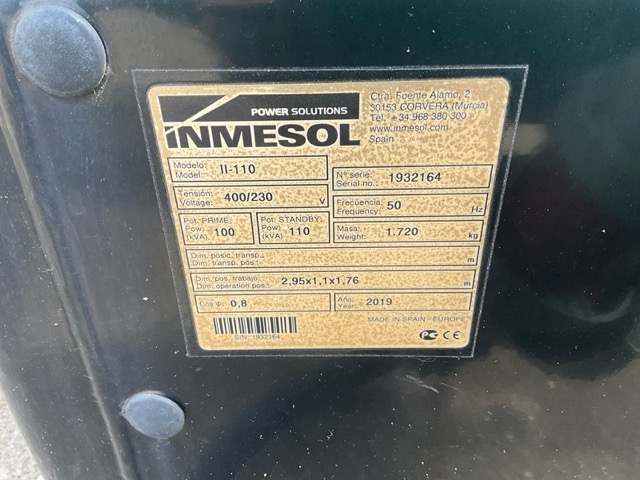 POWER SOLUTIONS
INMESOL
Ctra. Fuente Álamo, 2
30153 CORVERA (Murcia)
Tel. +34 968 380 300
www.inmesol.com
Spain
Modelo:
Model: II-110
Nº serie:
Serial no.: 1932164
Tensión:
Voltage: 400/230 V
Frecuencia:
Frequency: 50 Hz
Pot. PRIME:
Pow.
(kVA) 100
Pot. STANDBY:
Pow.
(kVA) 110
Masa:
Weight: 1.720 kg
Dim. posic. transp.:
Dim. transp. pos.: m
Dim. pos. trabajo:
Dim. operation pos.: 2,95x1,1x1,76 m
Cos Φ: 0,8
Año:
Year: 2019
S/N: 1932164
MADE IN SPAIN - EUROPE
CE